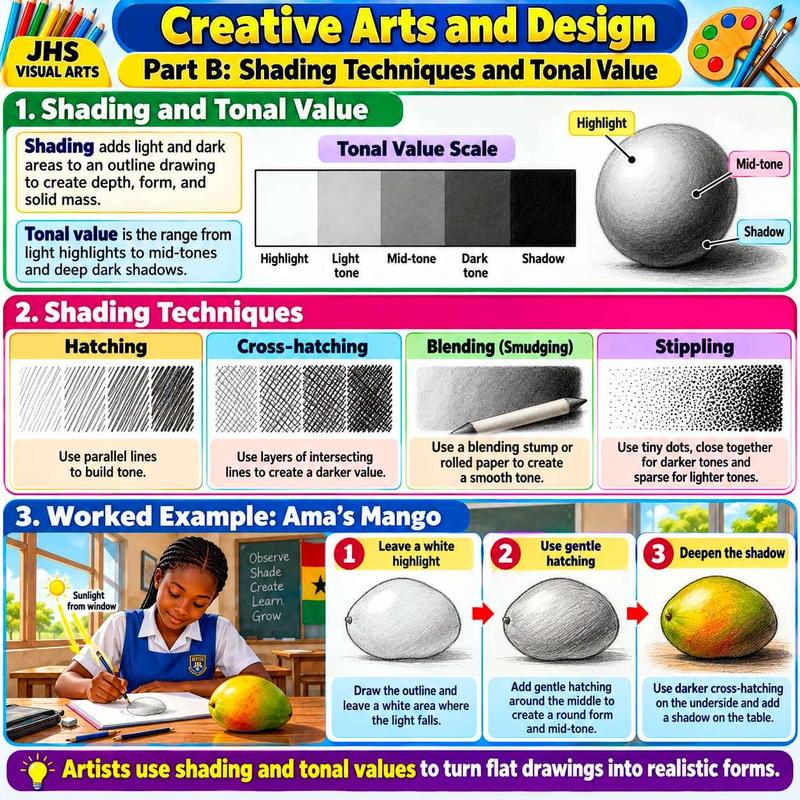 JHS
VISUAL ARTS
Creative Arts and Design
Part B: Shading Techniques and Tonal Value
1. Shading and Tonal Value
Shading adds light and dark
areas to an outline drawing
to create depth, form, and
solid mass.
Tonal value is the range from
light highlights to mid-tones
and deep dark shadows.
Tonal Value Scale
Highlight
Light
tone
Mid-tone
Dark
tone
Shadow
Highlight
Mid-tone
Shadow
2. Shading Techniques
Hatching
Use parallel lines
to build tone.
Cross-hatching
Use layers of intersecting
lines to create a darker value.
Blending (Smudging)
Use a blending stump or
rolled paper to create
a smooth tone.
Stippling
Use tiny dots, close together
for darker tones and
sparse for lighter tones.
3. Worked Example: Ama's Mango
Sunlight
from window
Observe
Shade
Create
Learn
Grow
1
Leave a white
highlight
Draw the outline and
leave a white area where
the light falls.
2
Use gentle
hatching
Add gentle hatching
around the middle to
create a round form
and mid-tone.
3
Deepen the shadow
Use darker cross-hatching
on the underside and add
a shadow on the table.
Artists use shading and tonal values to turn flat drawings into realistic forms.